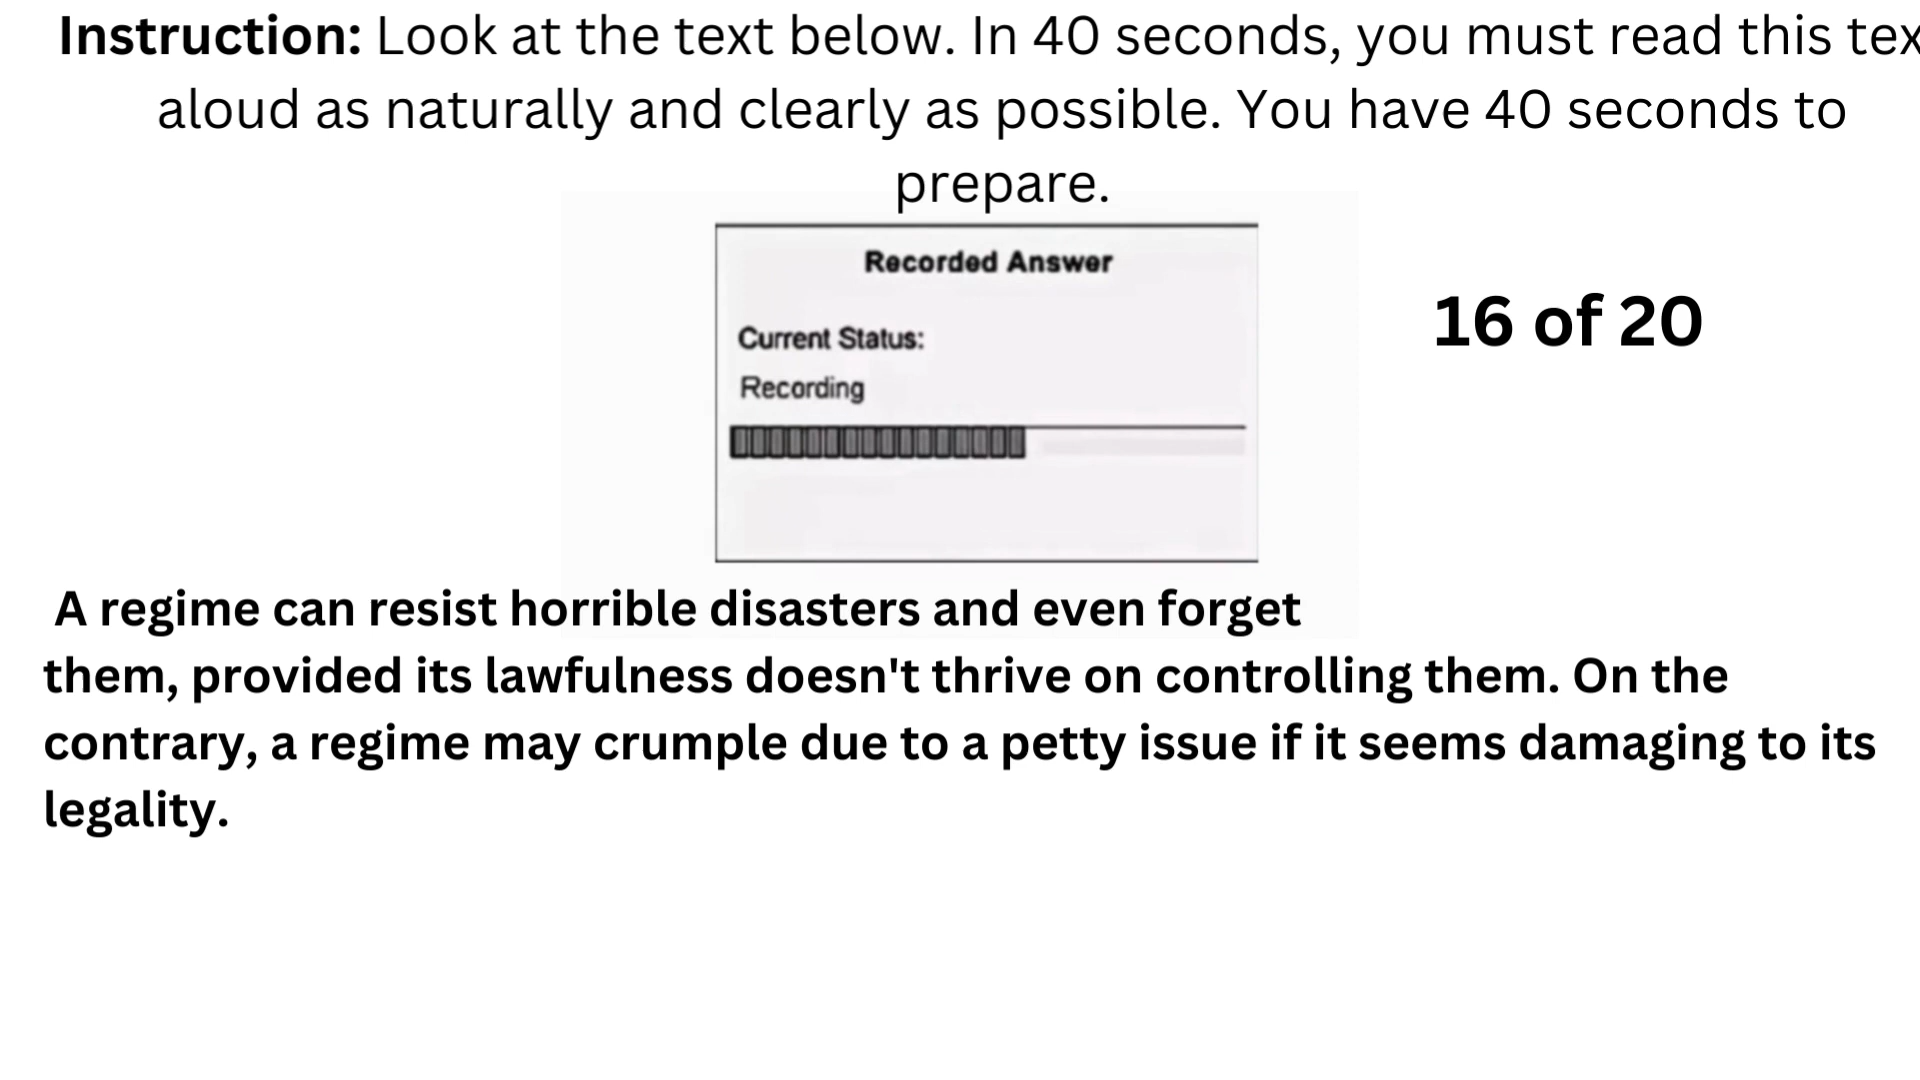 Instruction: Look at the text below. In 40 seconds, you must read this tex
aloud as naturally and clearly as possible. You have 40 seconds to
prepare.
Recorded Answer
Current Status:
Recording
16 of 20
A regime can resist horrible disasters and even forget
them, provided its lawfulness doesn't thrive on controlling them. On the
contrary, a regime may crumple due to a petty issue if it seems damaging to its
legality.